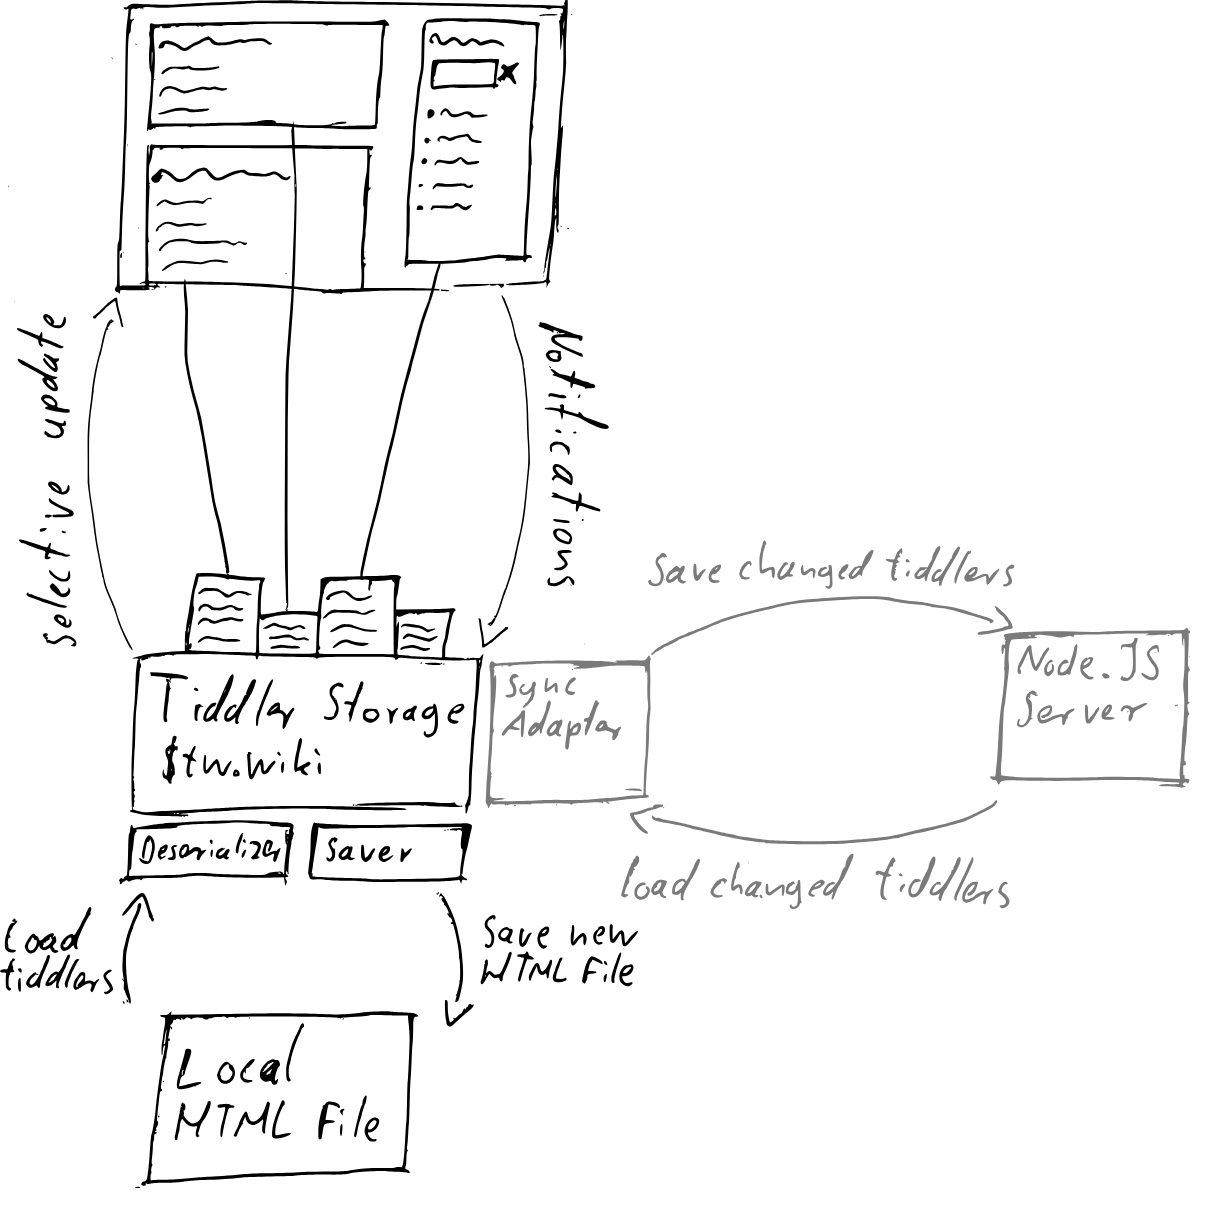 Selective update
Notifications
Save changed tiddlers
Tiddler Storage
$tw.wiki
Sync
Adapter
Node.JS
Server
Deserializer
Saver
load changed tiddlers
Load
tiddlers
Save new
HTML File
Local
HTML File